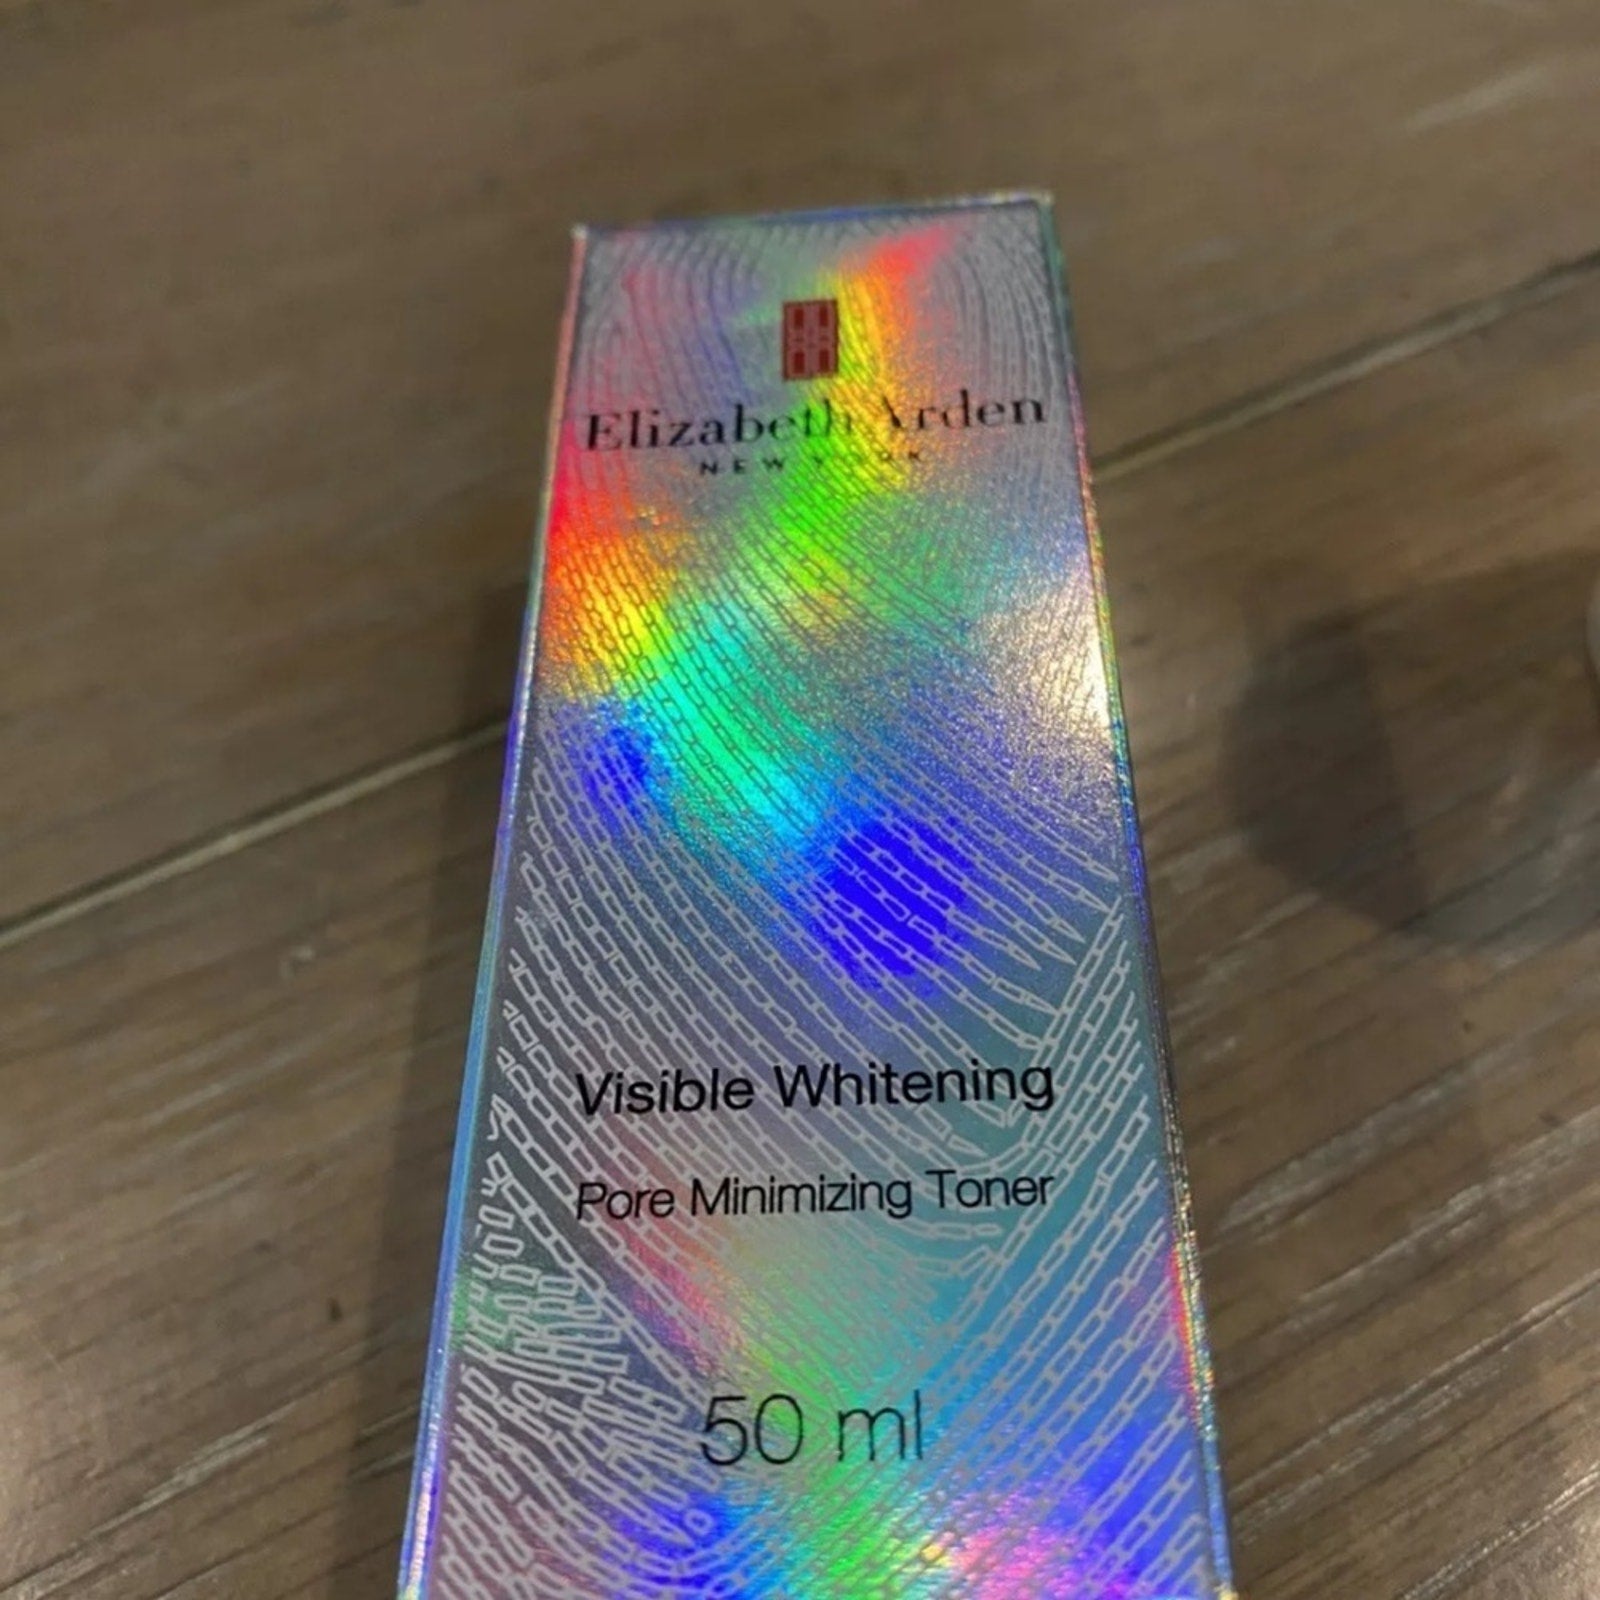 Elizabeth Arden
NEW YORK
Visible Whitening
Pore Minimizing Toner
50 ml